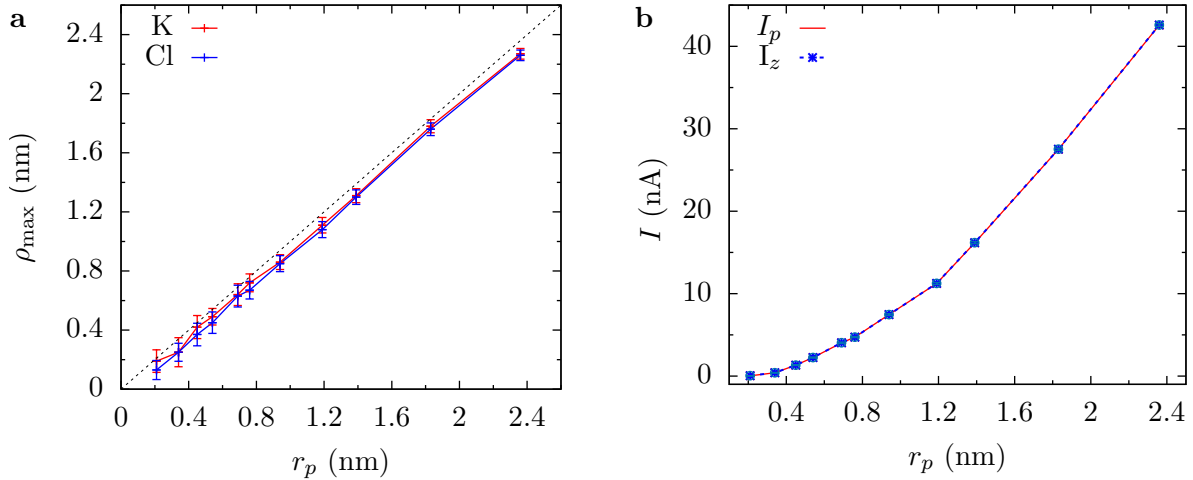 a
K
Cl
ρmax (nm)
2.4
2
1.6
1.2
0.8
0.4
0
0 0.4 0.8 1.2 1.6 2 2.4
rp (nm)
b
Ip
Iz
I (nA)
40
30
20
10
0
0.4 0.8 1.2 1.6 2 2.4
rp (nm)